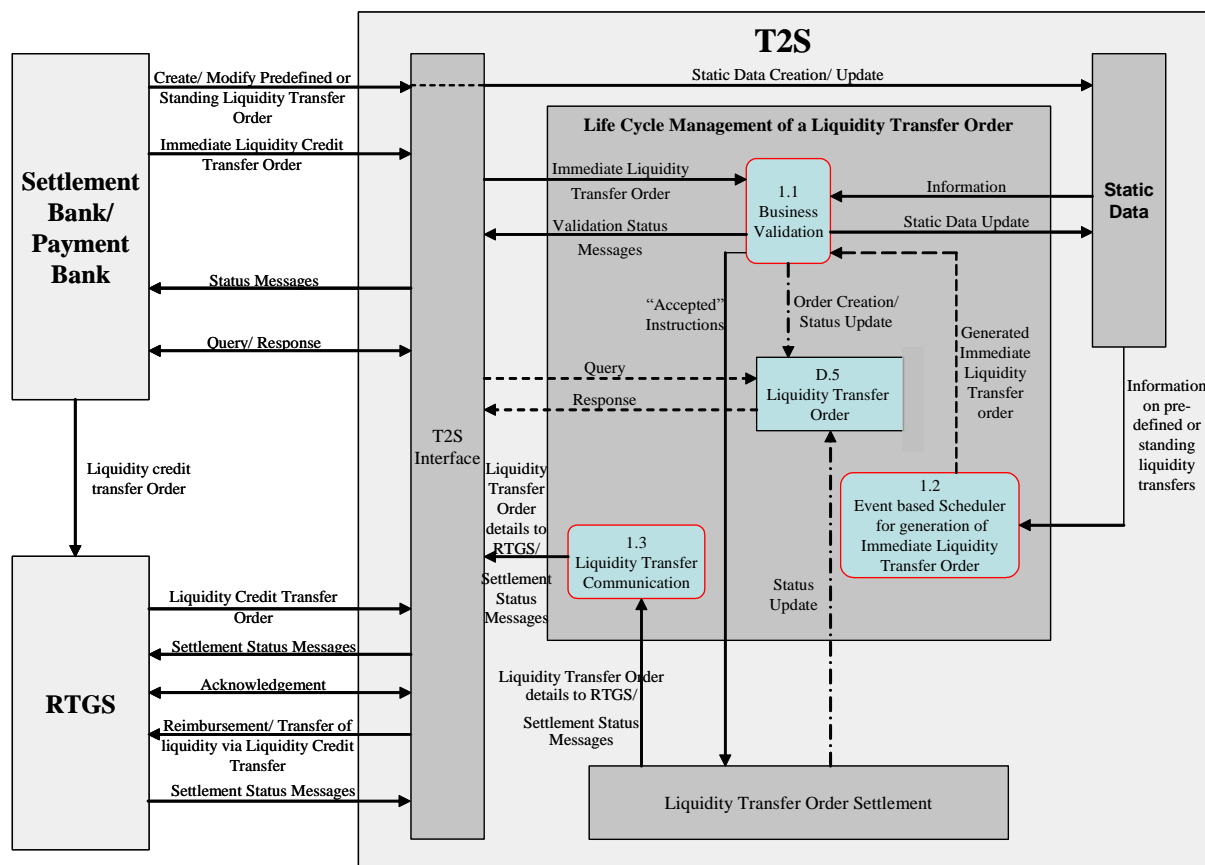 T2S
Settlement
Bank/
Payment
Bank
Create/ Modify Predefined or
Standing Liquidity Transfer
Order
Immediate Liquidity Credit
Transfer Order
Status Messages
Query/ Response
Liquidity credit
transfer Order
RTGS
Liquidity Credit Transfer
Order
Settlement Status Messages
Acknowledgement
Reimbursement/ Transfer of
liquidity via Liquidity Credit
Transfer
Settlement Status Messages
T2S
Interface
Static Data Creation/ Update
Life Cycle Management of a Liquidity Transfer Order
Immediate Liquidity
Transfer Order
Validation Status
Messages
1.1
Business
Validation
Information
Static Data Update
Static
Data
“Accepted”
Instructions
Order Creation/
Status Update
Generated
Immediate
Liquidity
Transfer
order
Query
Response
D.5
Liquidity Transfer
Order
Information
on pre-
defined or
standing
liquidity
transfers
Liquidity
Transfer
Order
details to
RTGS/
Settlement
Status
Messages
1.3
Liquidity Transfer
Communication
1.2
Event based Scheduler
for generation of
Immediate Liquidity
Transfer Order
Status
Update
Liquidity Transfer Order
details to RTGS/
Settlement Status
Messages
Liquidity Transfer Order Settlement